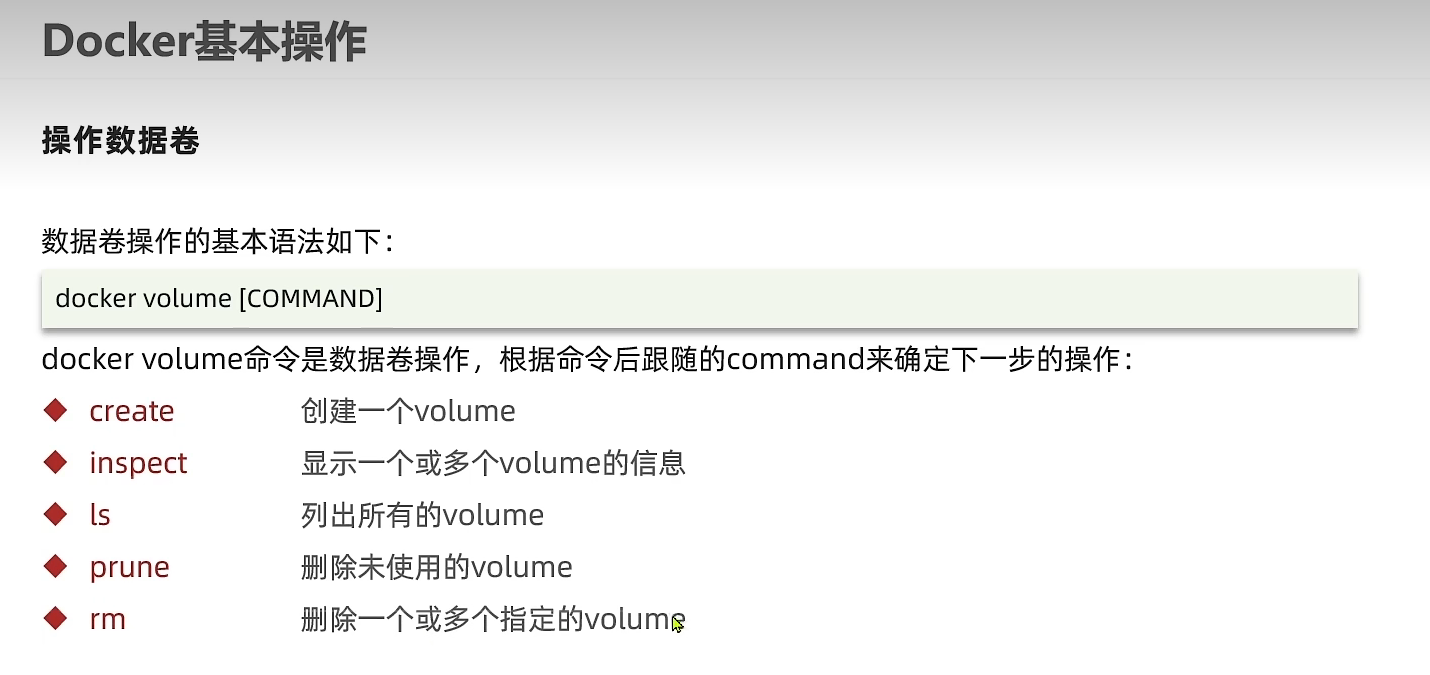 Docker基本操作
操作数据卷
数据卷操作的基本语法如下：
docker volume [COMMAND]
docker volume命令是数据卷操作，根据命令后跟随的command来确定下一步的操作：
create 创建一个volume
inspect 显示一个或多个volume的信息
ls 列出所有的volume
prune 删除未使用的volume
rm 删除一个或多个指定的volume